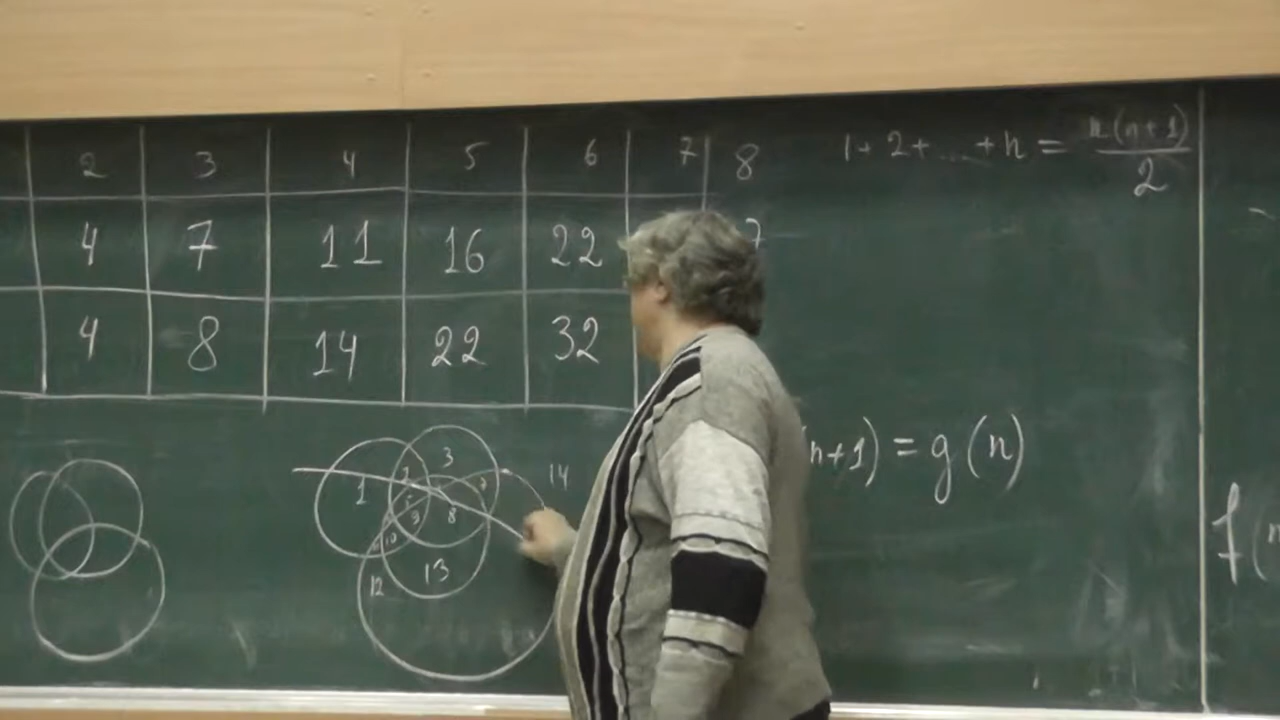 2 3 4 5 6 7 8
1+2+...+n = n(n+1)/2
4 7 11 16 22
4 8 14 22 32
n+1) = g(n)
f(
3
1
14
8
9
10
13
12